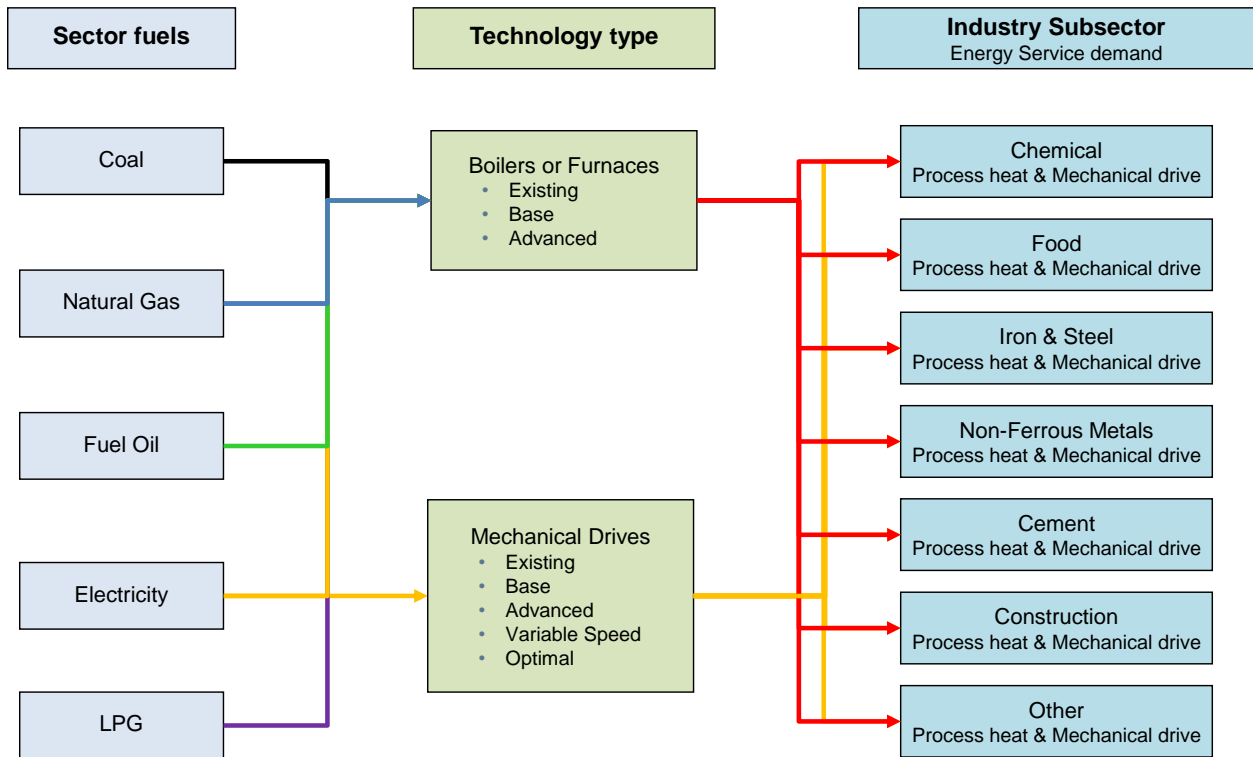 Sector fuels
Technology type
Industry Subsector
Energy Service demand
Coal
Natural Gas
Fuel Oil
Electricity
LPG
Boilers or Furnaces
• Existing
• Base
• Advanced
Mechanical Drives
• Existing
• Base
• Advanced
• Variable Speed
• Optimal
Chemical
Process heat & Mechanical drive
Food
Process heat & Mechanical drive
Iron & Steel
Process heat & Mechanical drive
Non-Ferrous Metals
Process heat & Mechanical drive
Cement
Process heat & Mechanical drive
Construction
Process heat & Mechanical drive
Other
Process heat & Mechanical drive